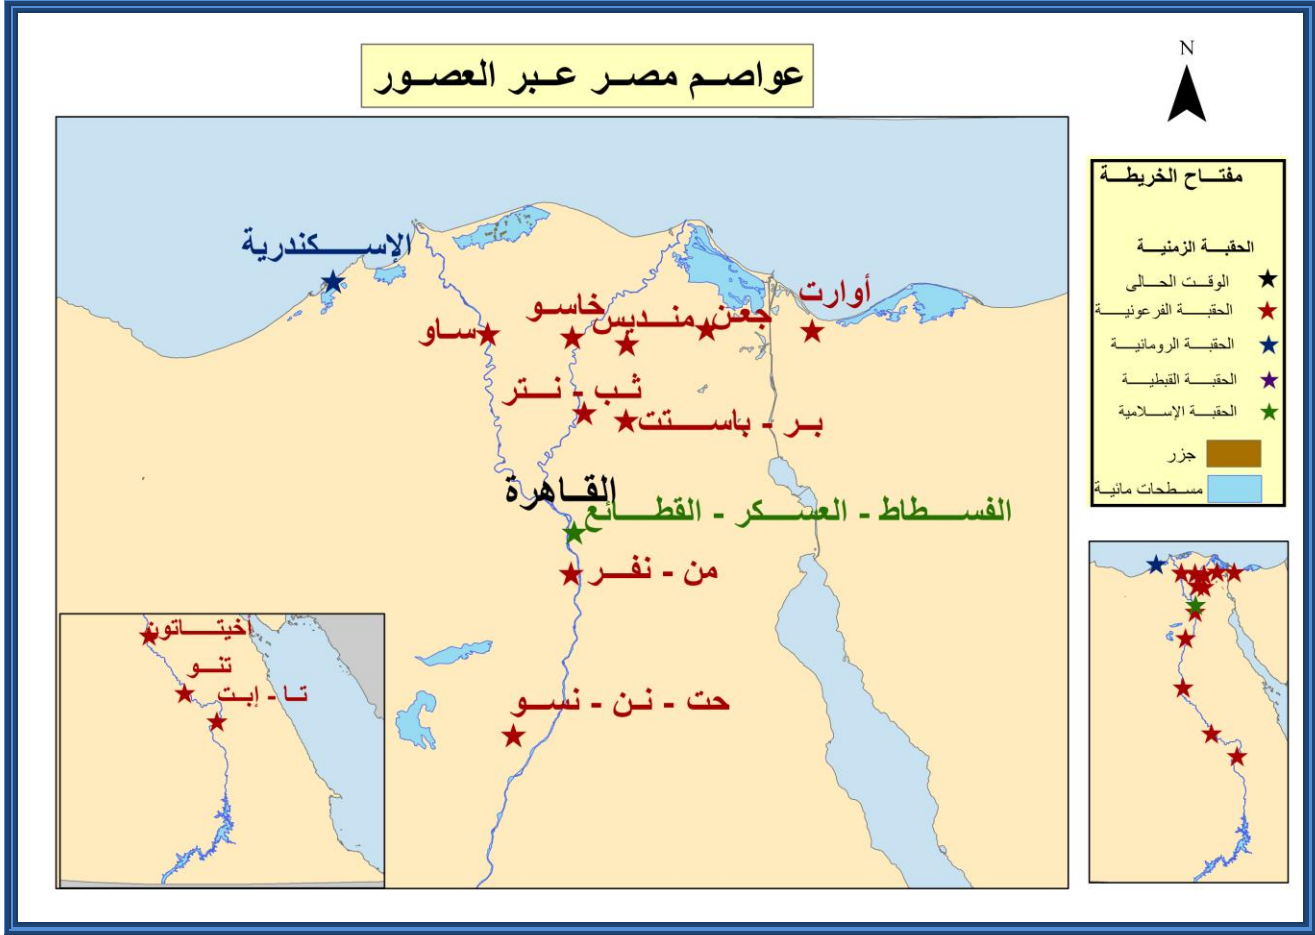 عواصم مصر عبر العصور
N
مفتاح الخريطة
الحقبة الزمنية
الوقت الحالى
الحقبة الفرعونية
الحقبة الرومانية
الحقبة القبطية
الحقبة الإسلامية
جزر
مسطحات مائية
الإسكندرية
أوارت
جعن
منديس
خاسو
ساو
ثب - نتر
بر - باستت
القاهرة
الفسطاط - العسكر - القطائع
من - نفر
حت - نن - نسو
اخيتاتون
تنو
تا - إبت